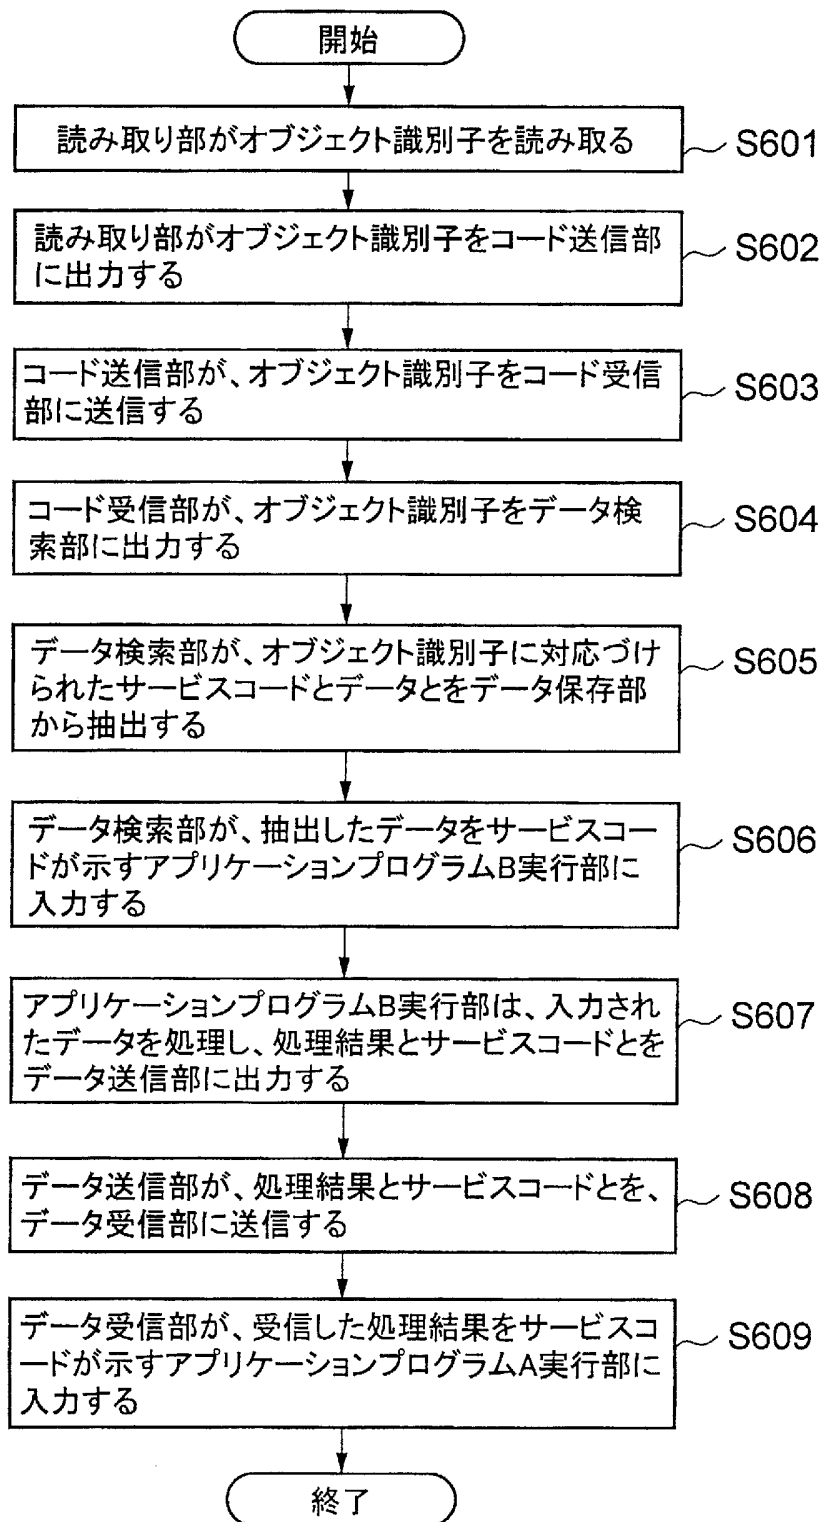 開始
読み取り部がオブジェクト識別子を読み取る
S601
読み取り部がオブジェクト識別子をコード送信部
に出力する
S602
コード送信部が、オブジェクト識別子をコード受信
部に送信する
S603
コード受信部が、オブジェクト識別子をデータ検
索部に出力する
S604
データ検索部が、オブジェクト識別子に対応づけ
られたサービスコードとデータとをデータ保存部
から抽出する
S605
データ検索部が、抽出したデータをサービスコー
ドが示すアプリケーションプログラムB実行部に
入力する
S606
アプリケーションプログラムB実行部は、入力され
たデータを処理し、処理結果とサービスコードとを
データ送信部に出力する
S607
データ送信部が、処理結果とサービスコードとを、
データ受信部に送信する
S608
データ受信部が、受信した処理結果をサービスコ
ードが示すアプリケーションプログラムA実行部に
入力する
S609
終了